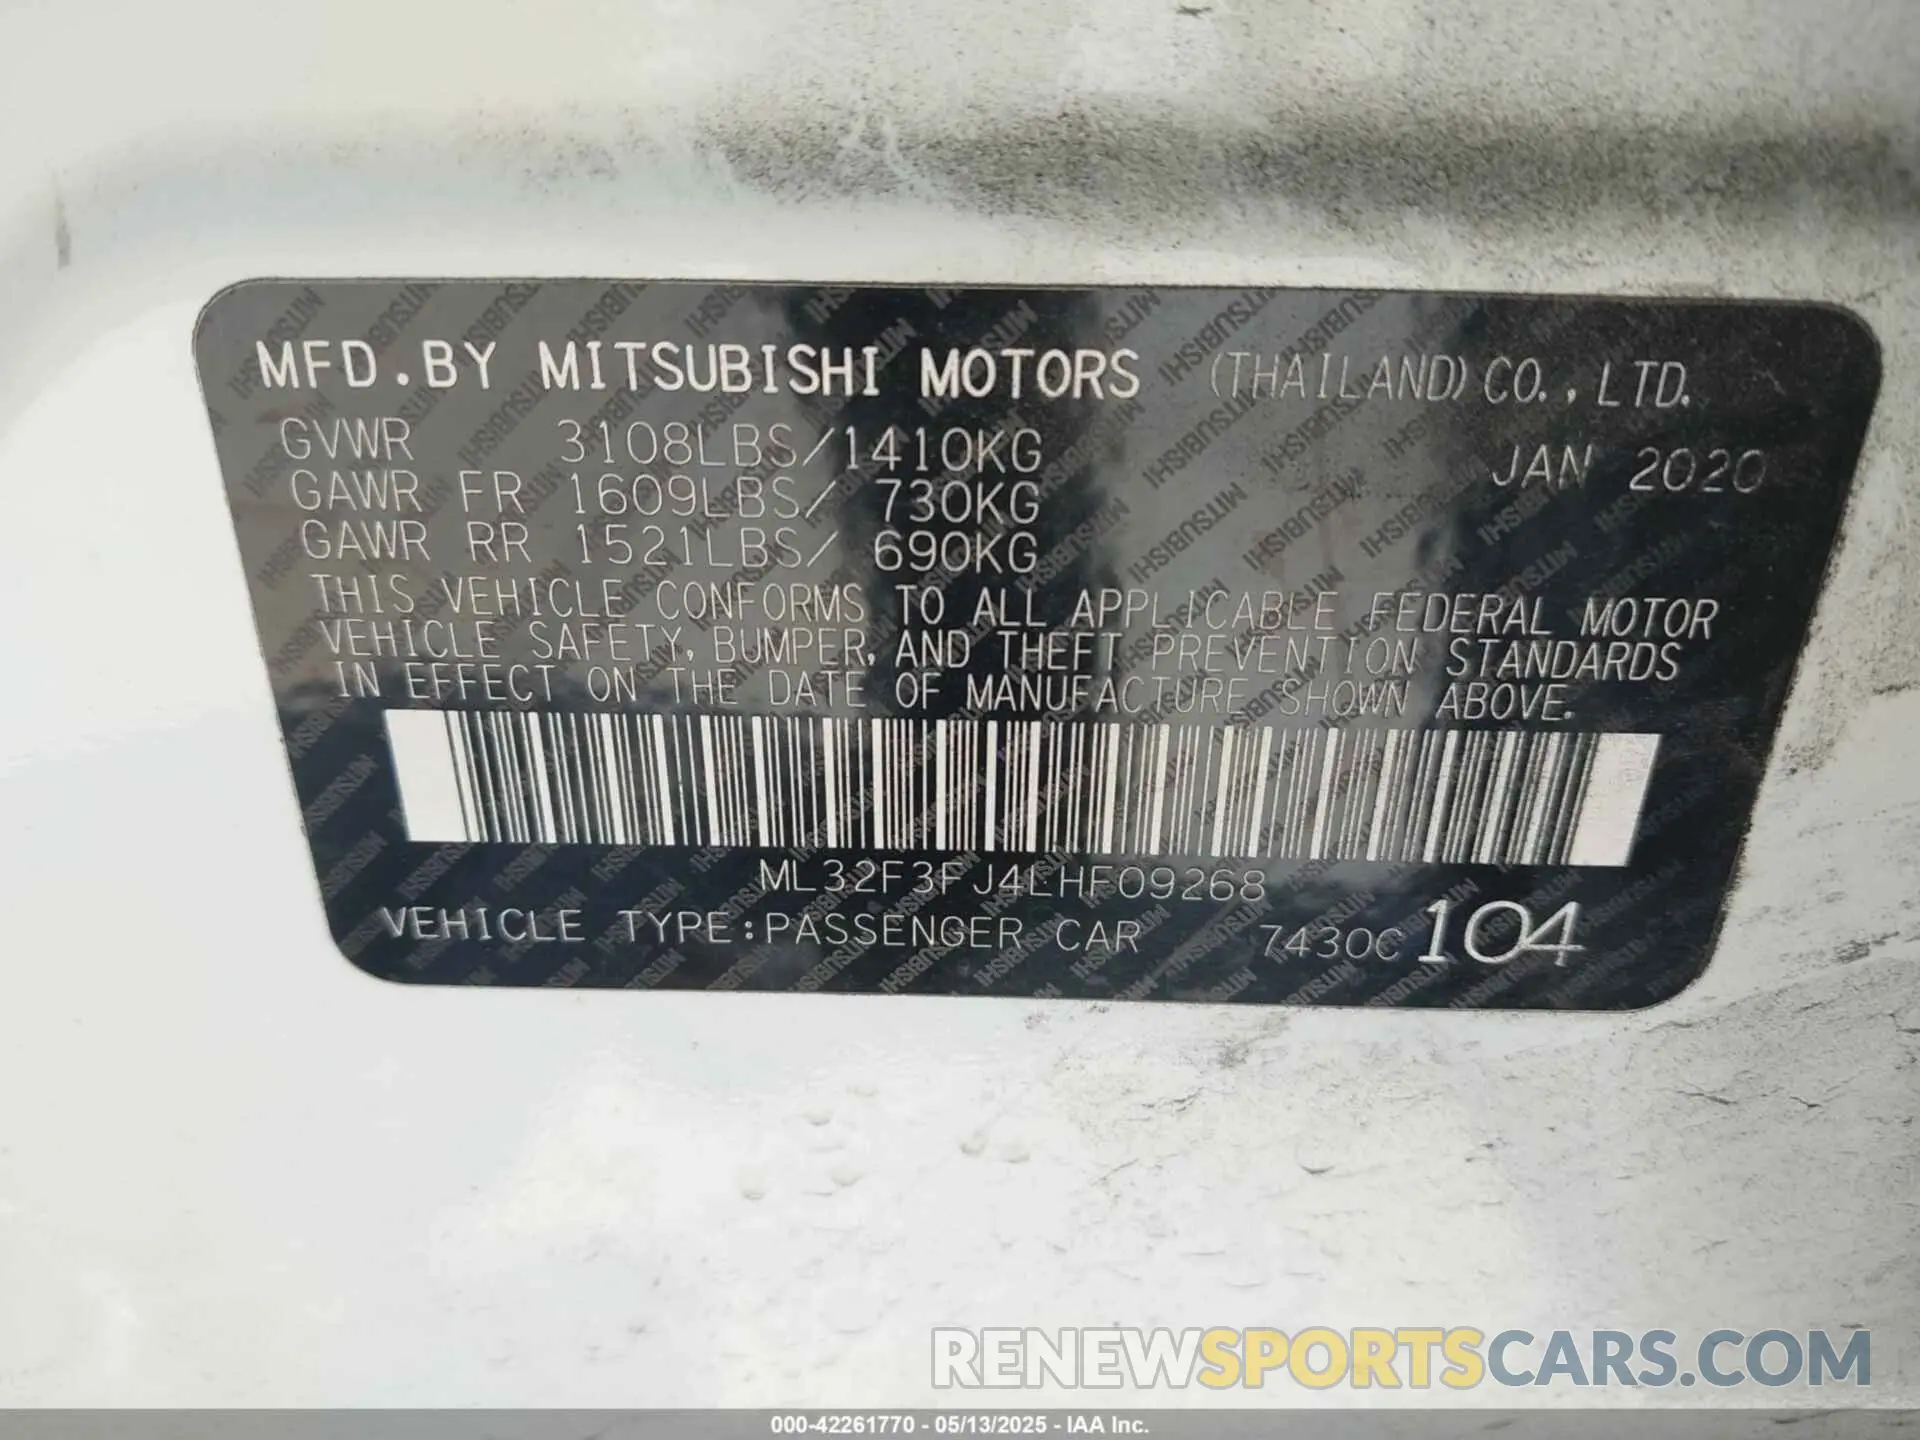 MFD.BY MITSUBISHI MOTORS (THAILAND) CO.,LTD.
GVWR 3108LBS/1410KG JAN 2020
GAWR FR 1609LBS/ 730KG
GAWR RR 1521LBS/ 690KG
THIS VEHICLE CONFORMS TO ALL APPLICABLE FEDERAL MOTOR
VEHICLE SAFETY, BUMPER, AND THEFT PREVENTION STANDARDS
IN EFFECT ON THE DATE OF MANUFACTURE SHOWN ABOVE.
ML32F3FJ4LHF09268
VEHICLE TYPE:PASSENGER CAR 7430C 104
RENEWSPORTSCARS.COM
000-42261770 - 05/13/2025 - IAA Inc.